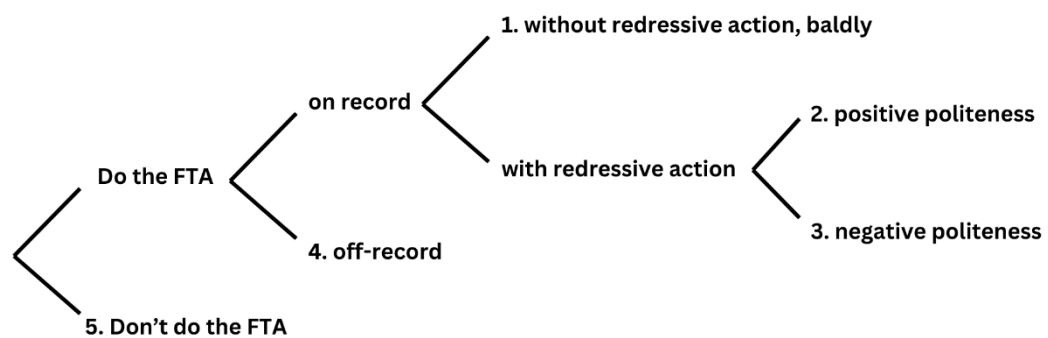 1. without redressive action, baldly
on record
2. positive politeness
with redressive action
Do the FTA
3. negative politeness
4. off-record
5. Don’t do the FTA